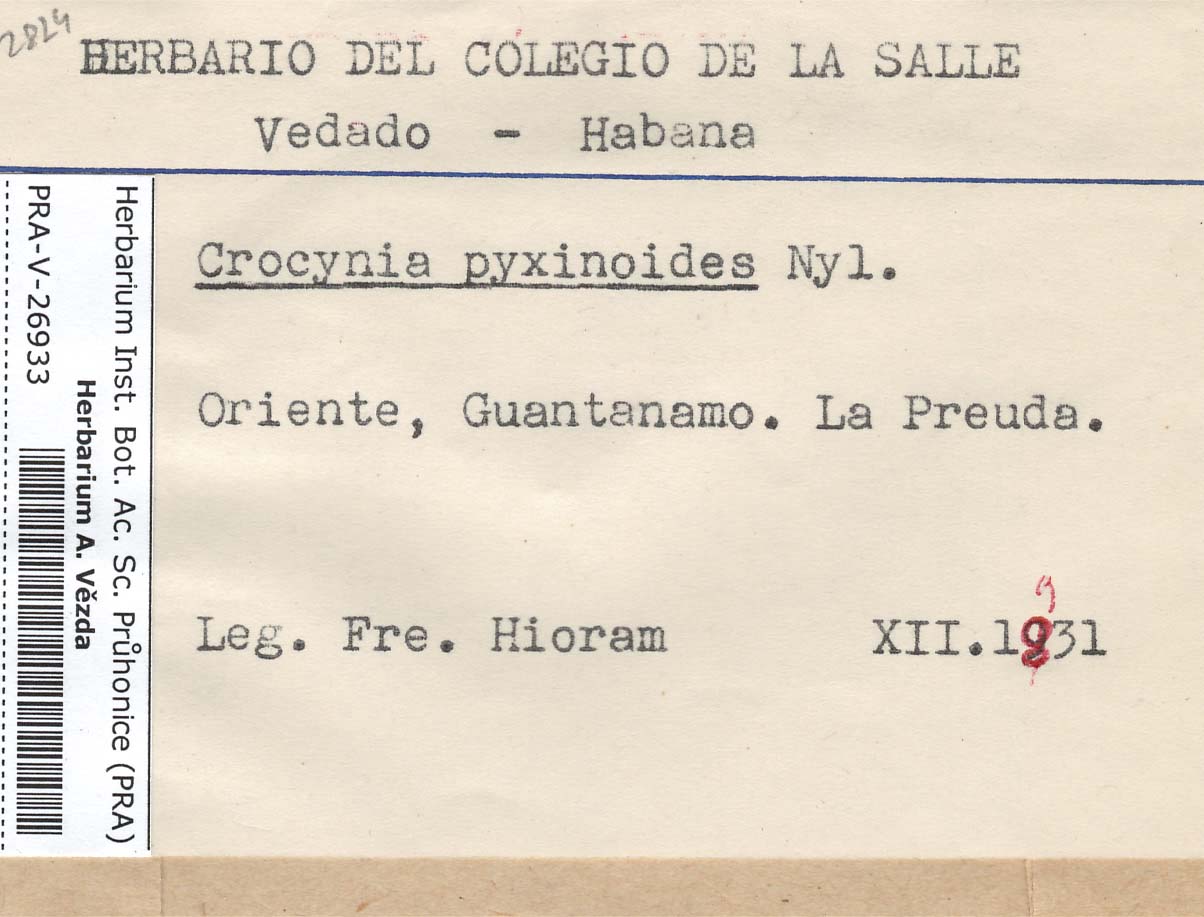 2824
HERBARIO DEL COLEGIO DE LA SALLE
Vedado - Habana
Herbarium Inst. Bot. Ac. Sc. Průhonice (PRA)
Herbarium A. Vězda
PRA-V-26933
Crocynia pyxinoides Nyl.
Oriente, Guantanamo. La Preuda.
Leg. Fre. Hioram XII.1931
9